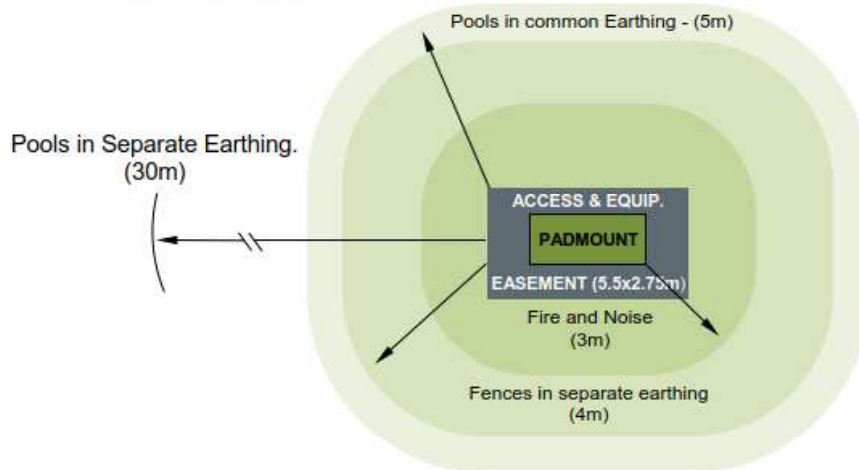 Pools in common Earthing - (5m)
Pools in Separate Earthing.
(30m)
ACCESS & EQUIP.
PADMOUNT
EASEMENT (5.5x2.75m)
Fire and Noise
(3m)
Fences in separate earthing
(4m)